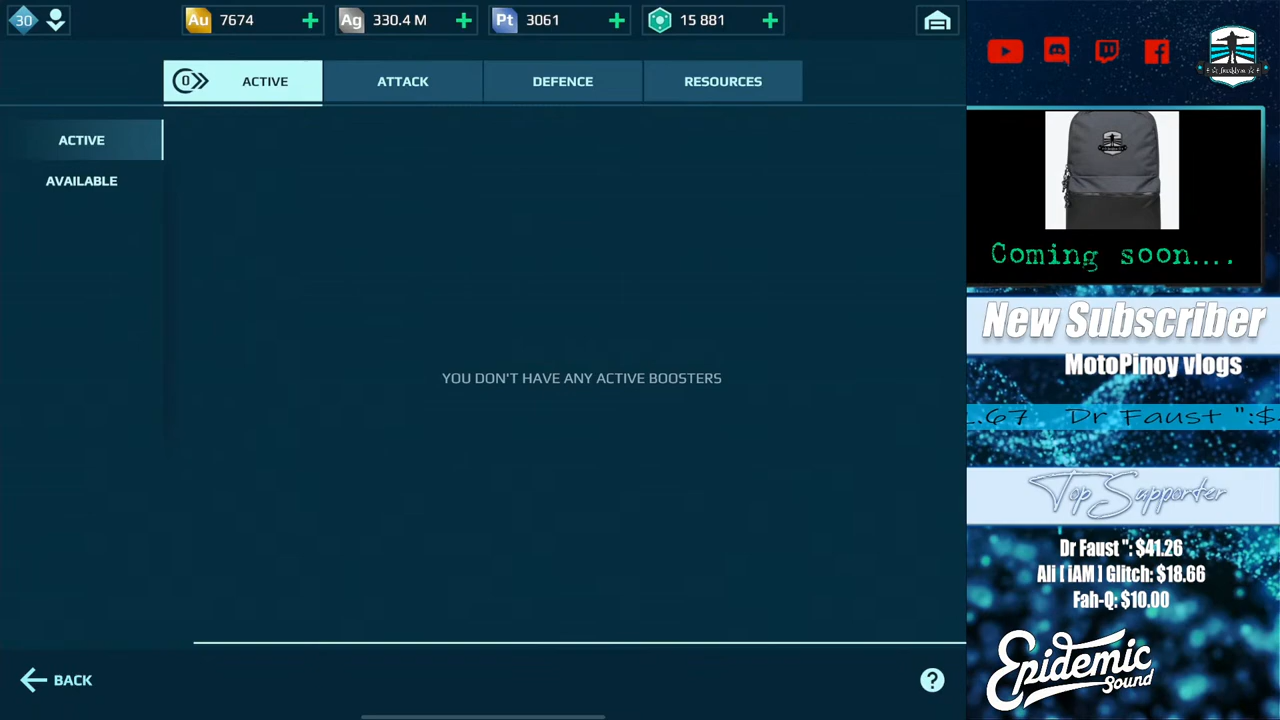 30 Au 7674 + Ag 330.4 M + Pt 3061 + 15 881 +
0 ACTIVE ATTACK DEFENCE RESOURCES
ACTIVE
AVAILABLE
YOU DON'T HAVE ANY ACTIVE BOOSTERS
BACK
?
Coming soon....
New Subscriber
MotoPinoy vlogs
1.67 Dr Faust ":$
Top Supporter
Dr Faust ": $41.26
Ali [ iAM ] Glitch: $18.66
Fah-Q: $10.00
Epidemic
Sound